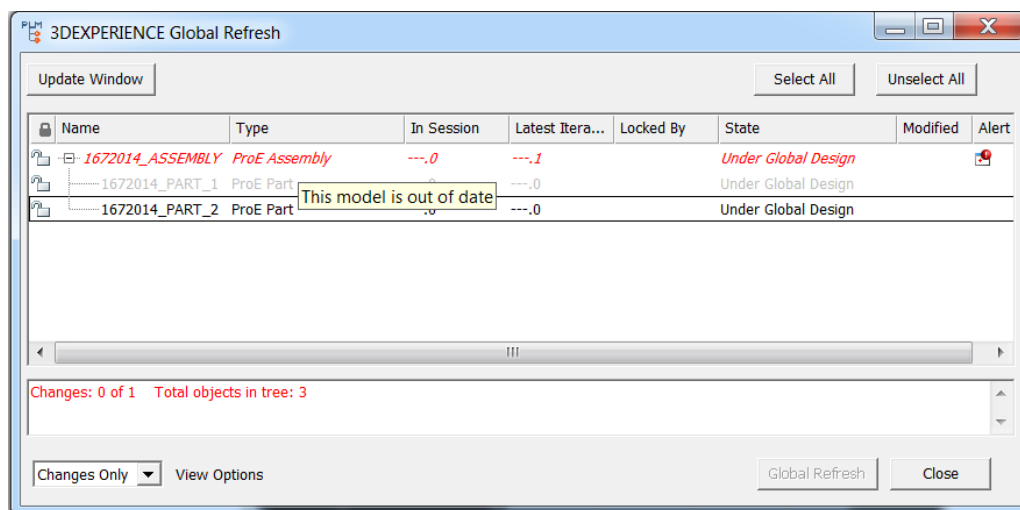 PLM
3DEXPERIENCE Global Refresh
Update Window Select All Unselect All
Name Type In Session Latest Itera... Locked By State Modified Alert
1672014_ASSEMBLY ProE Assembly ---.0 ---.1 Under Global Design
1672014_PART_1 ProE Part ---.0 Under Global Design
This model is out of date
1672014_PART_2 ProE Part ---.0 Under Global Design
Changes: 0 of 1 Total objects in tree: 3
Changes Only View Options Global Refresh Close